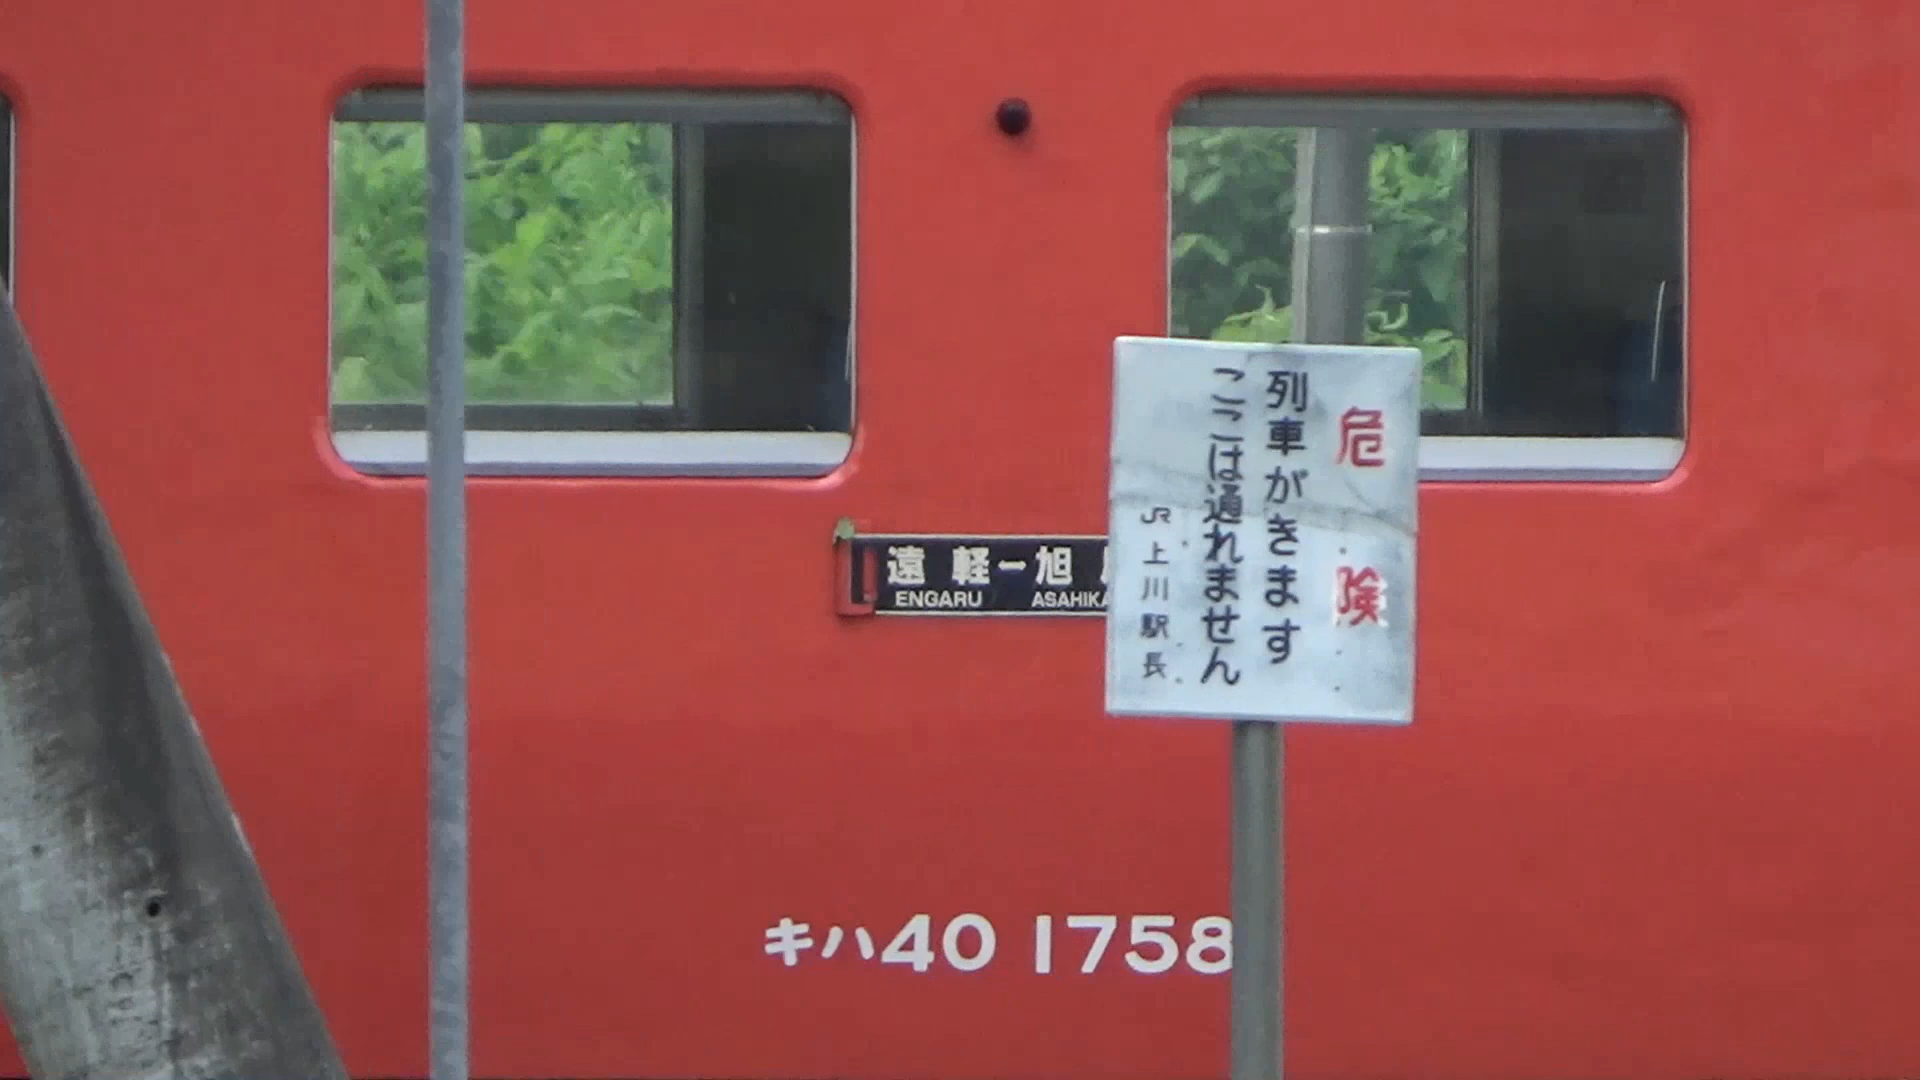 遠軽ー旭
ENGARU ASAHIKA
危険
列車がきます
ここは通れません
JR上川駅長
キハ40 1758